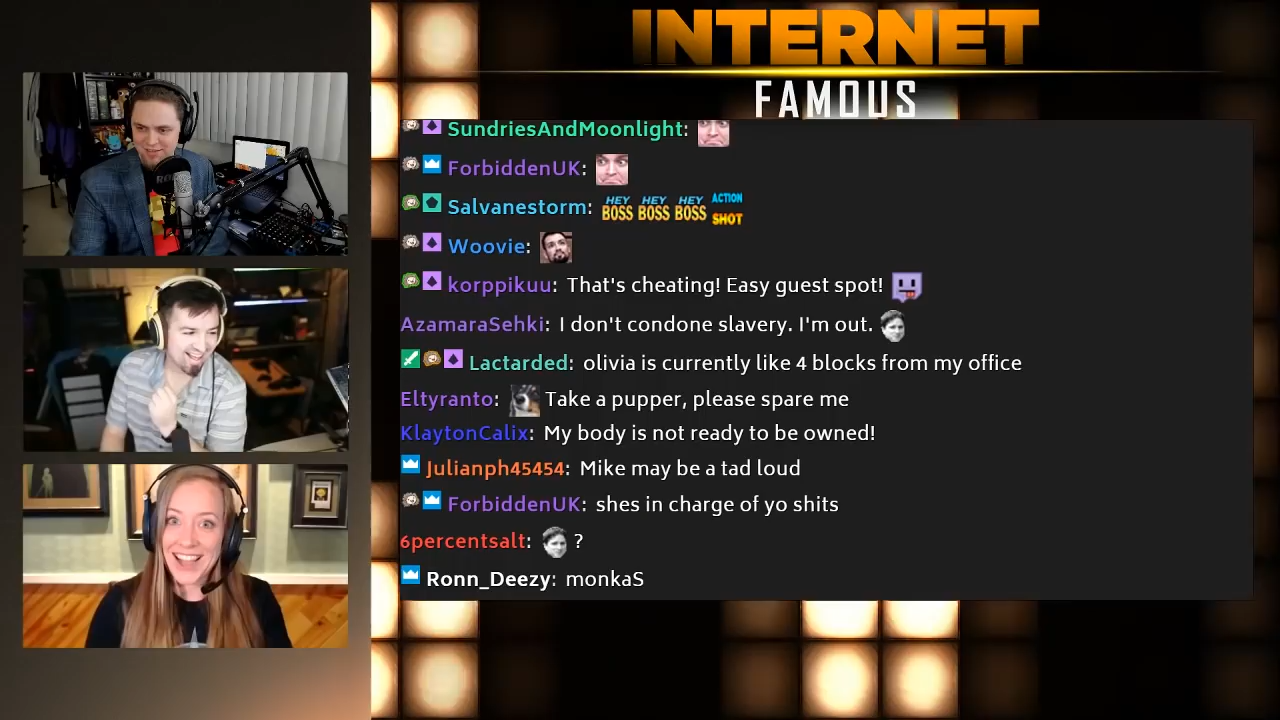 INTERNET
FAMOUS
SundriesAndMoonlight:
ForbiddenUK:
Salvanestorm: HEY BOSS HEY BOSS HEY BOSS ACTION SHOT
Woovie:
korppikuu: That's cheating! Easy guest spot!
AzamaraSehki: I don't condone slavery. I'm out.
Lactarded: olivia is currently like 4 blocks from my office
Eltyranto: Take a pupper, please spare me
KlaytonCalix: My body is not ready to be owned!
Julianph45454: Mike may be a tad loud
ForbiddenUK: shes in charge of yo shits
6percentsalt: ?
Ronn_Deezy: monkaS